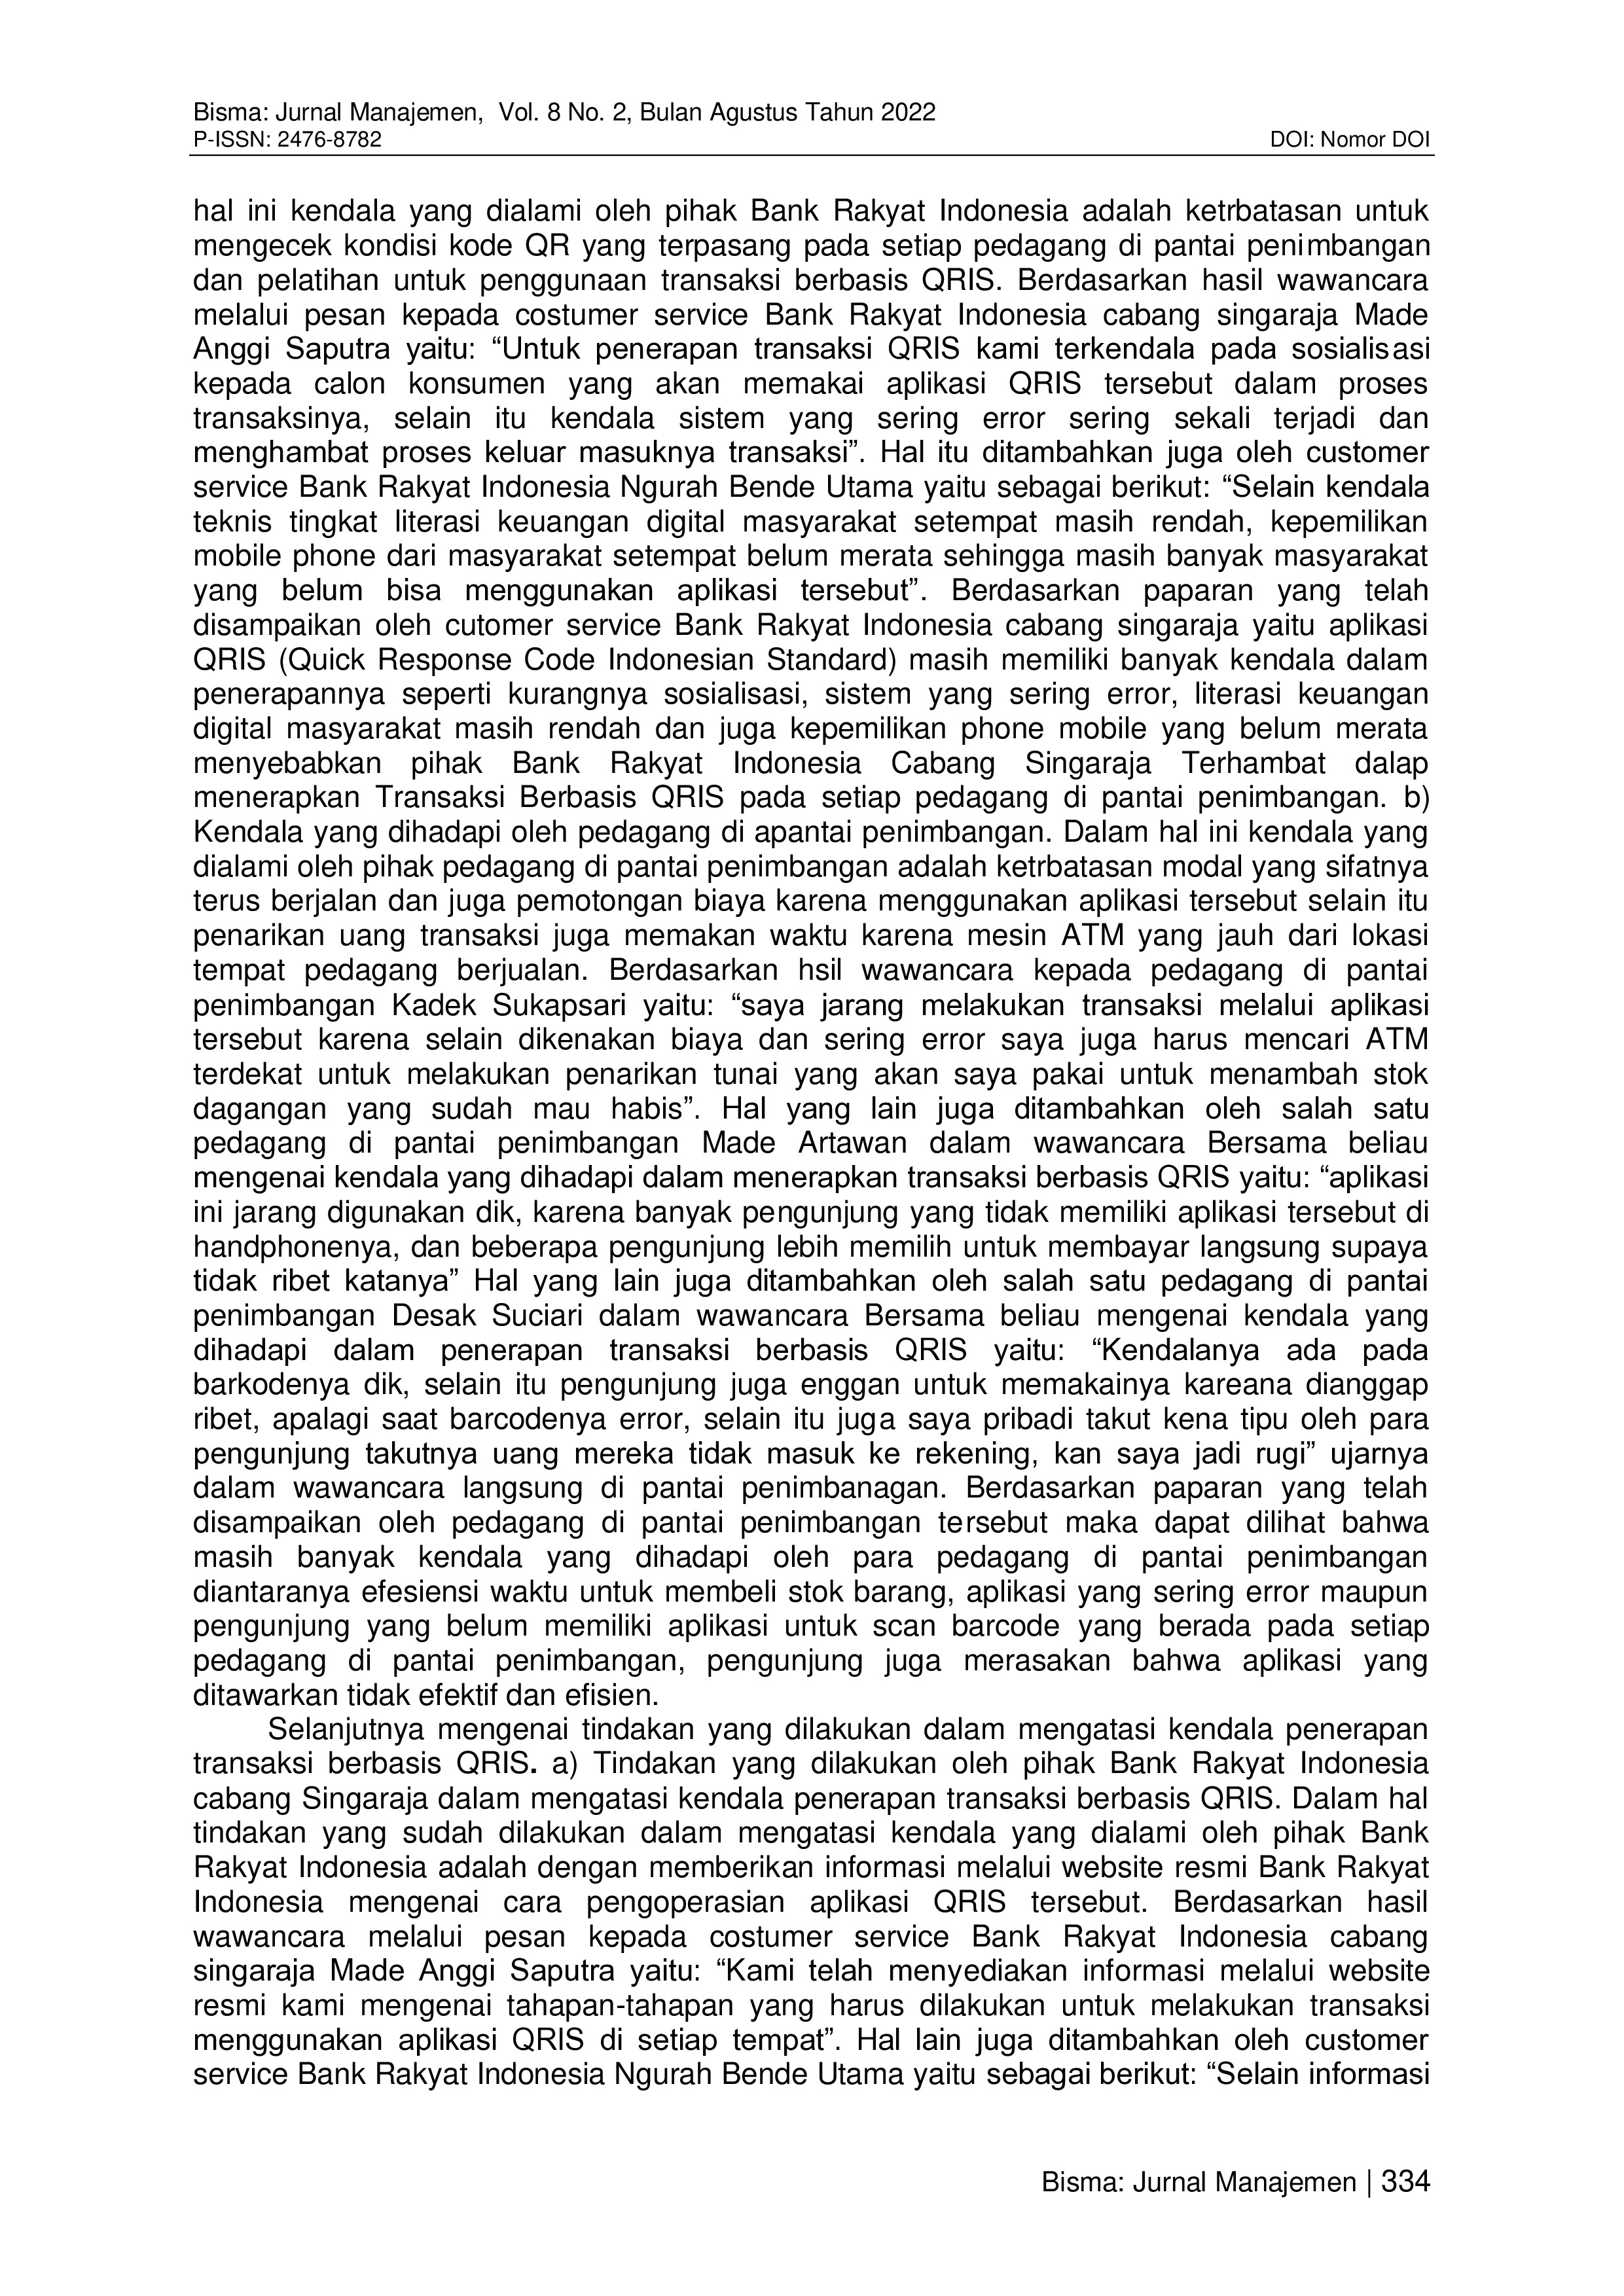 Bisma: Jurnal Manajemen, Vol. 8 No. 2, Bulan Agustus Tahun 2022
P-ISSN: 2476-8782 DOI: Nomor DOI
hal ini kendala yang dialami oleh pihak Bank Rakyat Indonesia adalah ketrbatasan untuk
mengecek kondisi kode QR yang terpasang pada setiap pedagang di pantai penimbangan
dan pelatihan untuk penggunaan transaksi berbasis QRIS. Berdasarkan hasil wawancara
melalui pesan kepada costumer service Bank Rakyat Indonesia cabang singaraja Made
Anggi Saputra yaitu: “Untuk penerapan transaksi QRIS kami terkendala pada sosialisasi
kepada calon konsumen yang akan memakai aplikasi QRIS tersebut dalam proses
transaksinya, selain itu kendala sistem yang sering error sering sekali terjadi dan
menghambat proses keluar masuknya transaksi”. Hal itu ditambahkan juga oleh customer
service Bank Rakyat Indonesia Ngurah Bende Utama yaitu sebagai berikut: “Selain kendala
teknis tingkat literasi keuangan digital masyarakat setempat masih rendah, kepemilikan
mobile phone dari masyarakat setempat belum merata sehingga masih banyak masyarakat
yang belum bisa menggunakan aplikasi tersebut”. Berdasarkan paparan yang telah
disampaikan oleh cutomer service Bank Rakyat Indonesia cabang singaraja yaitu aplikasi
QRIS (Quick Response Code Indonesian Standard) masih memiliki banyak kendala dalam
penerapannya seperti kurangnya sosialisasi, sistem yang sering error, literasi keuangan
digital masyarakat masih rendah dan juga kepemilikan phone mobile yang belum merata
menyebabkan pihak Bank Rakyat Indonesia Cabang Singaraja Terhambat dalap
menerapkan Transaksi Berbasis QRIS pada setiap pedagang di pantai penimbangan. b)
Kendala yang dihadapi oleh pedagang di apantai penimbangan. Dalam hal ini kendala yang
dialami oleh pihak pedagang di pantai penimbangan adalah ketrbatasan modal yang sifatnya
terus berjalan dan juga pemotongan biaya karena menggunakan aplikasi tersebut selain itu
penarikan uang transaksi juga memakan waktu karena mesin ATM yang jauh dari lokasi
tempat pedagang berjualan. Berdasarkan hsil wawancara kepada pedagang di pantai
penimbangan Kadek Sukapsari yaitu: “saya jarang melakukan transaksi melalui aplikasi
tersebut karena selain dikenakan biaya dan sering error saya juga harus mencari ATM
terdekat untuk melakukan penarikan tunai yang akan saya pakai untuk menambah stok
dagangan yang sudah mau habis”. Hal yang lain juga ditambahkan oleh salah satu
pedagang di pantai penimbangan Made Artawan dalam wawancara Bersama beliau
mengenai kendala yang dihadapi dalam menerapkan transaksi berbasis QRIS yaitu: “aplikasi
ini jarang digunakan dik, karena banyak pengunjung yang tidak memiliki aplikasi tersebut di
handphonenya, dan beberapa pengunjung lebih memilih untuk membayar langsung supaya
tidak ribet katanya” Hal yang lain juga ditambahkan oleh salah satu pedagang di pantai
penimbangan Desak Suciari dalam wawancara Bersama beliau mengenai kendala yang
dihadapi dalam penerapan transaksi berbasis QRIS yaitu: “Kendalanya ada pada
barkodenya dik, selain itu pengunjung juga enggan untuk memakainya kareana dianggap
ribet, apalagi saat barcodenya error, selain itu juga saya pribadi takut kena tipu oleh para
pengunjung takutnya uang mereka tidak masuk ke rekening, kan saya jadi rugi” ujarnya
dalam wawancara langsung di pantai penimbanagan. Berdasarkan paparan yang telah
disampaikan oleh pedagang di pantai penimbangan tersebut maka dapat dilihat bahwa
masih banyak kendala yang dihadapi oleh para pedagang di pantai penimbangan
diantaranya efesiensi waktu untuk membeli stok barang, aplikasi yang sering error maupun
pengunjung yang belum memiliki aplikasi untuk scan barcode yang berada pada setiap
pedagang di pantai penimbangan, pengunjung juga merasakan bahwa aplikasi yang
ditawarkan tidak efektif dan efisien.
Selanjutnya mengenai tindakan yang dilakukan dalam mengatasi kendala penerapan
transaksi berbasis QRIS. a) Tindakan yang dilakukan oleh pihak Bank Rakyat Indonesia
cabang Singaraja dalam mengatasi kendala penerapan transaksi berbasis QRIS. Dalam hal
tindakan yang sudah dilakukan dalam mengatasi kendala yang dialami oleh pihak Bank
Rakyat Indonesia adalah dengan memberikan informasi melalui website resmi Bank Rakyat
Indonesia mengenai cara pengoperasian aplikasi QRIS tersebut. Berdasarkan hasil
wawancara melalui pesan kepada costumer service Bank Rakyat Indonesia cabang
singaraja Made Anggi Saputra yaitu: “Kami telah menyediakan informasi melalui website
resmi kami mengenai tahapan-tahapan yang harus dilakukan untuk melakukan transaksi
menggunakan aplikasi QRIS di setiap tempat”. Hal lain juga ditambahkan oleh customer
service Bank Rakyat Indonesia Ngurah Bende Utama yaitu sebagai berikut: “Selain informasi
Bisma: Jurnal Manajemen | 334